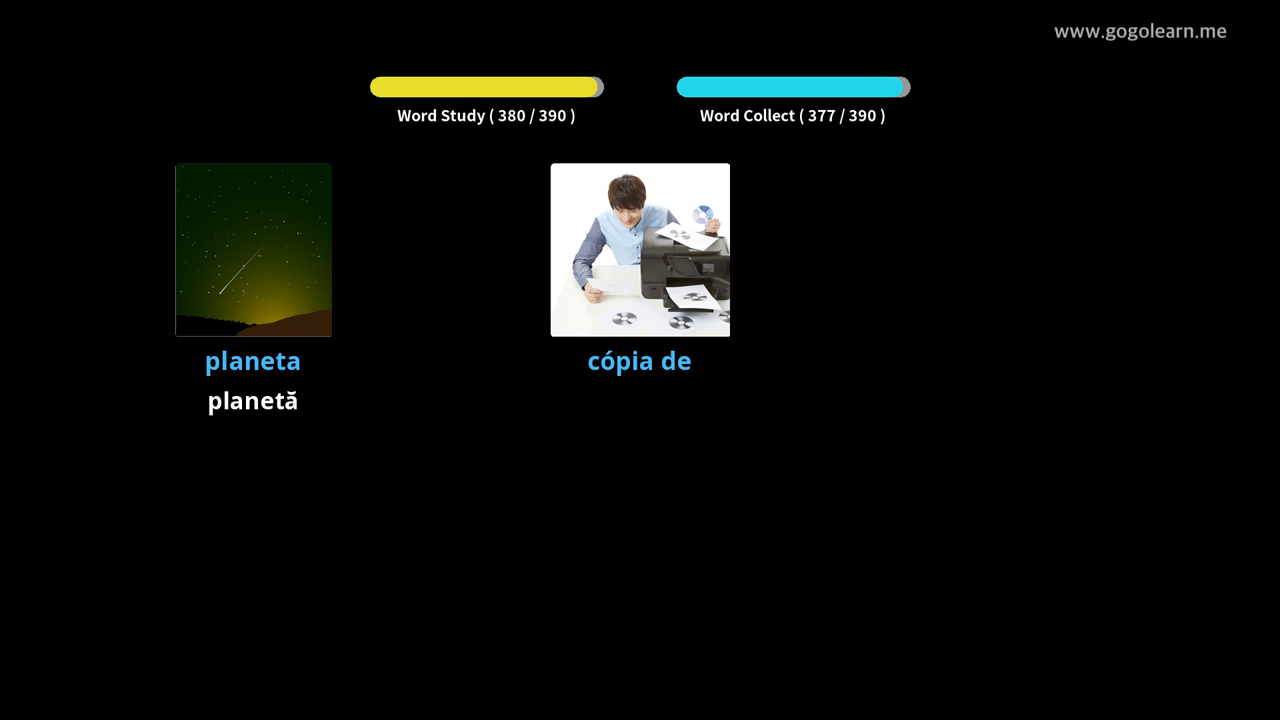 www.gogolearn.me
Word Study ( 380 / 390 )
Word Collect ( 377 / 390 )
planeta
cópia de
planetă